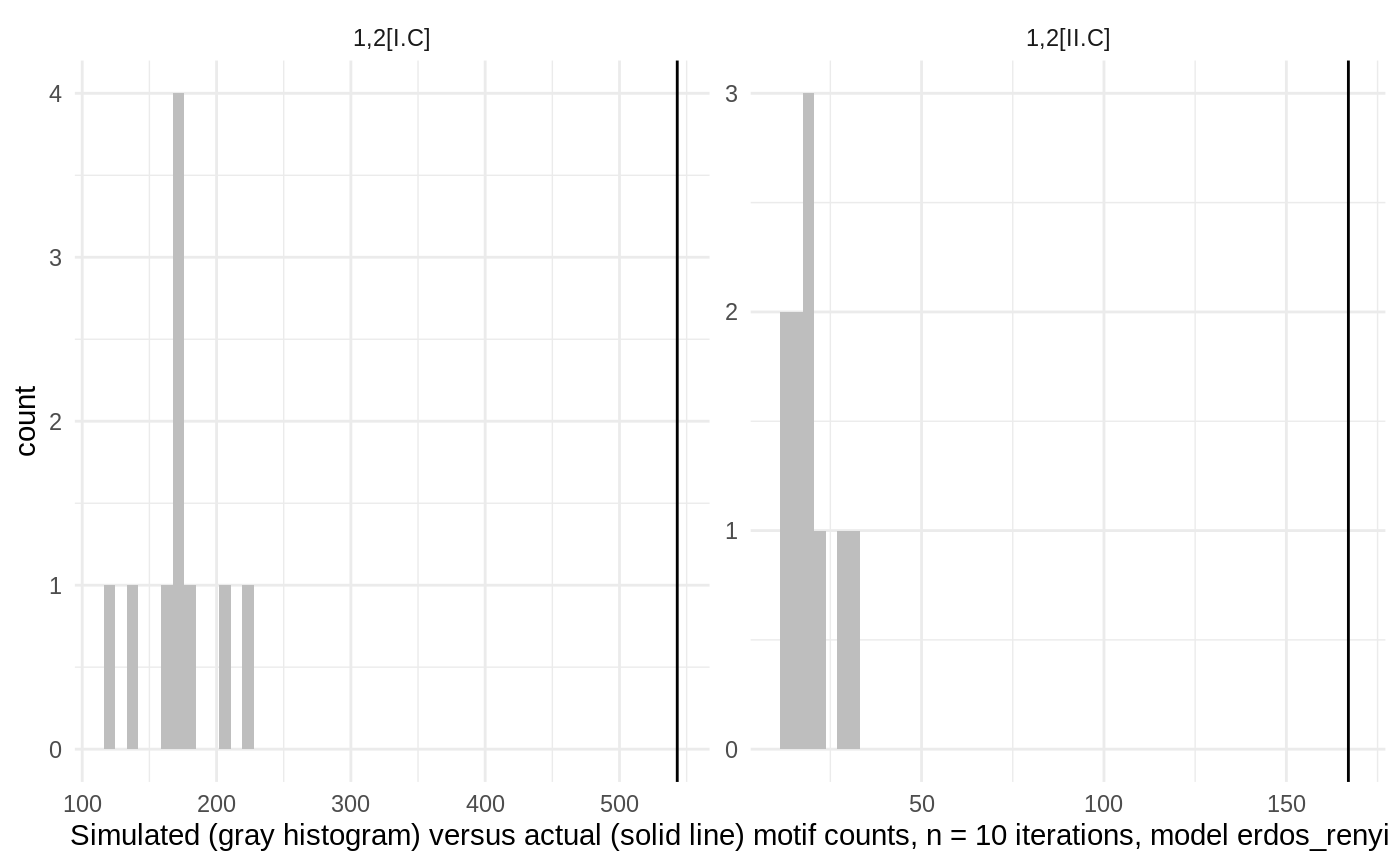 1,2[I.C]
1,2[II.C]
4
3
2
1
0
3
2
1
0
count
100 200 300 400 500
50 100 150
Simulated (gray histogram) versus actual (solid line) motif counts, n = 10 iterations, model erdos_renyi